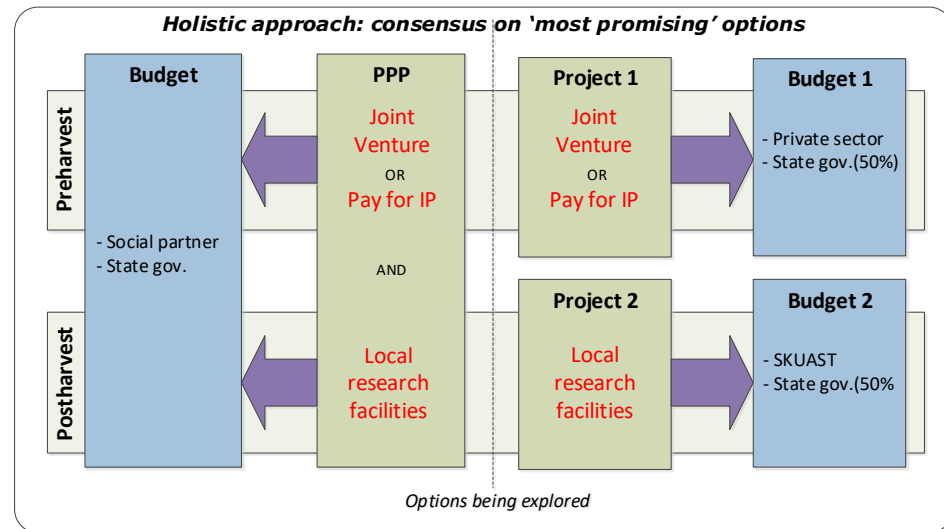 Holistic approach: consensus on ‘most promising’ options
Preharvest
Postharvest
Budget
- Social partner
- State gov.
PPP
Joint
Venture
OR
Pay for IP
AND
Local
research
facilities
Project 1
Joint
Venture
OR
Pay for IP
Budget 1
- Private sector
- State gov.(50%)
Project 2
Local
research
facilities
Budget 2
- SKUAST
- State gov.(50%
Options being explored